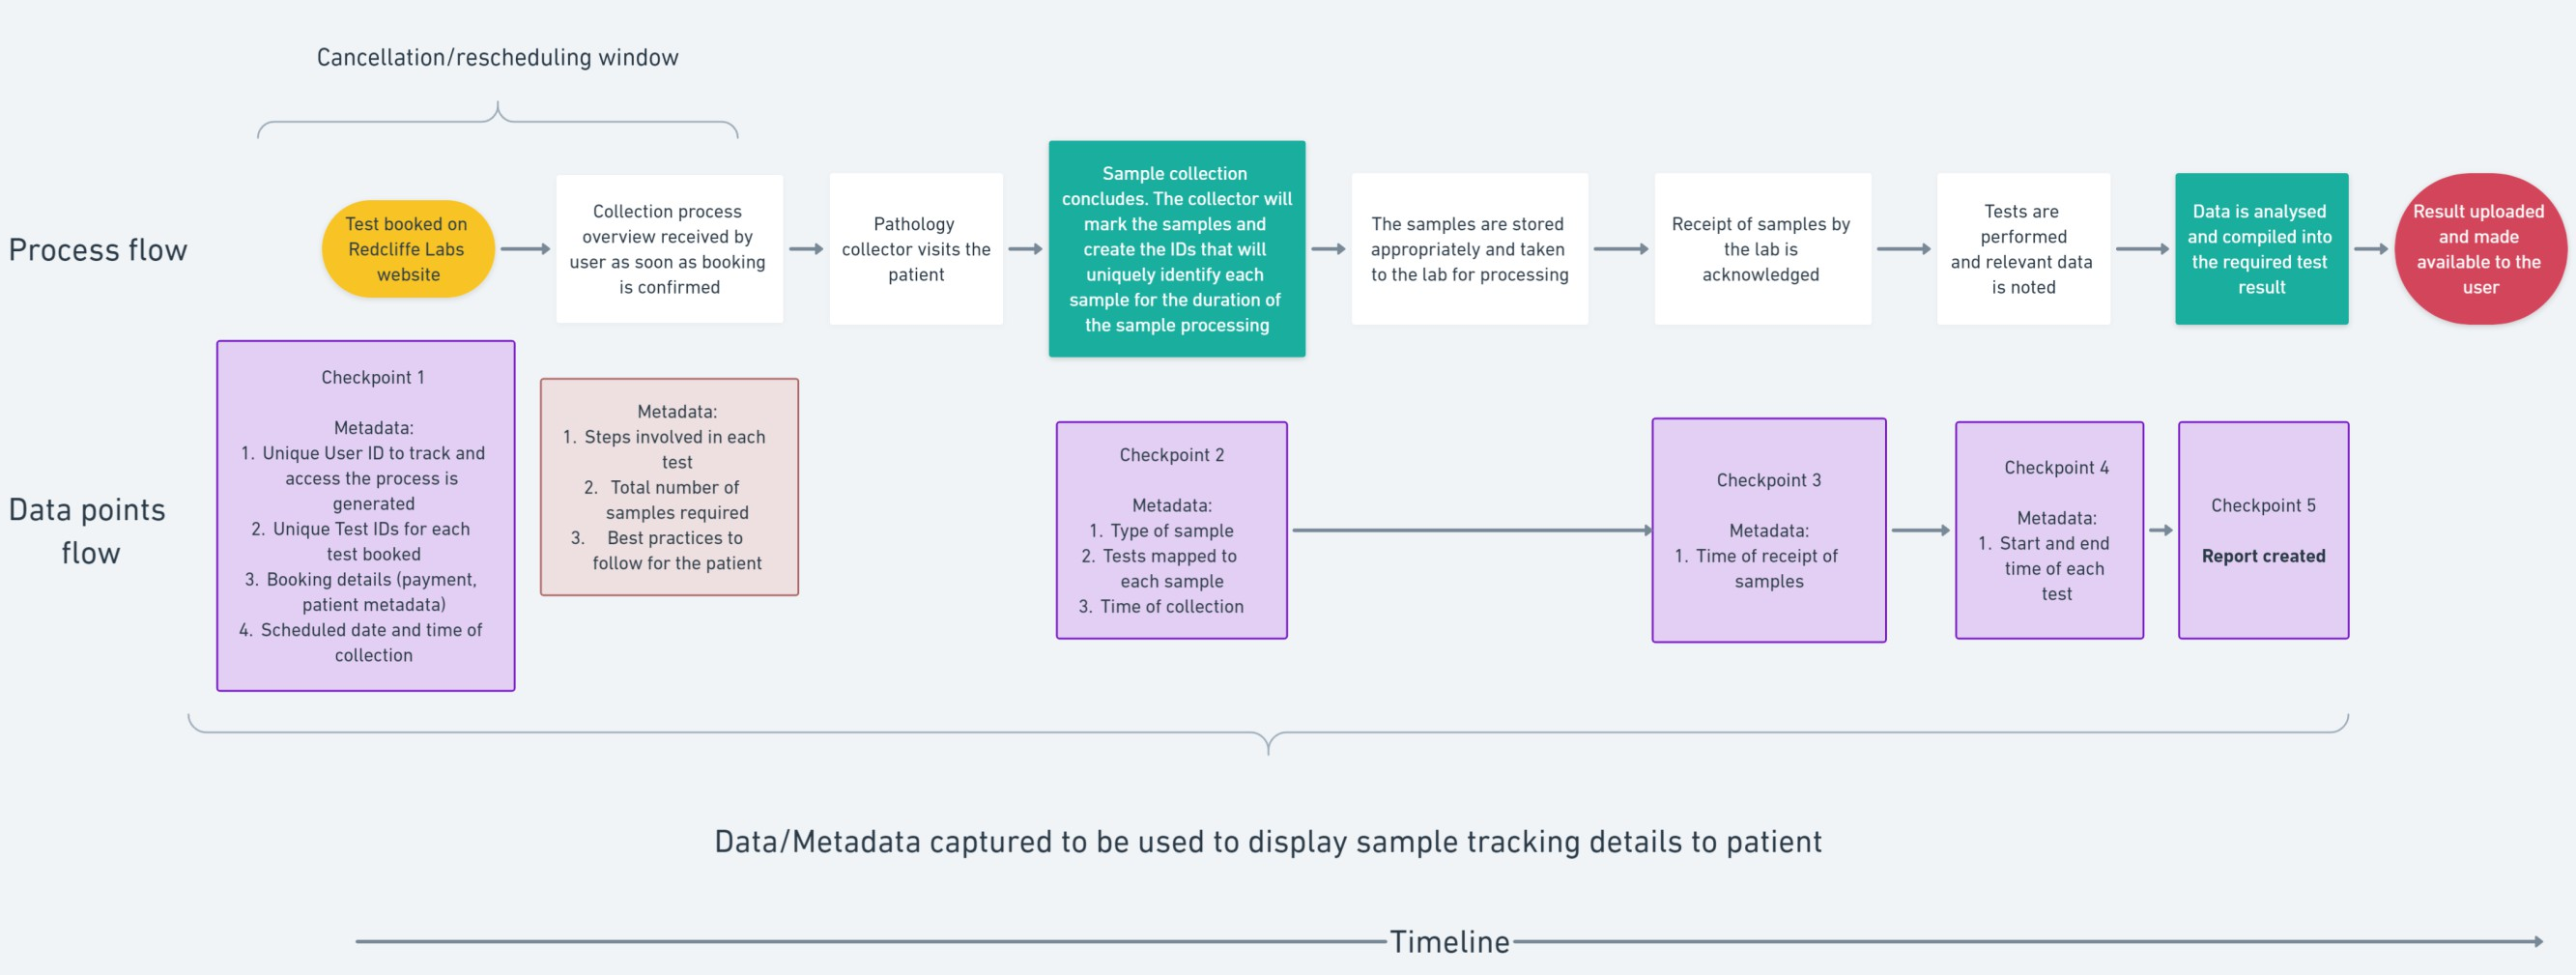 Cancellation/rescheduling window
Process flow
Test booked on
Redcliffe Labs
website
Collection process
overview received by
user as soon as booking
is confirmed
Pathology
collector visits the
patient
Sample collection
concludes. The collector will
mark the samples and
create the IDs that will
uniquely identify each
sample for the duration of
the sample processing
The samples are stored
appropriately and taken
to the lab for processing
Receipt of samples by
the lab is
acknowledged
Tests are
performed
and relevant data
is noted
Data is analysed
and compiled into
the required test
result
Result uploaded
and made
available to the
user
Data points
flow
Checkpoint 1
Metadata:
1. Unique User ID to track and
access the process is
generated
2. Unique Test IDs for each
test booked
3. Booking details (payment,
patient metadata)
4. Scheduled date and time of
collection
Metadata:
1. Steps involved in each
test
2. Total number of
samples required
3. Best practices to
follow for the patient
Checkpoint 2
Metadata:
1. Type of sample
2. Tests mapped to
each sample
3. Time of collection
Checkpoint 3
Metadata:
1. Time of receipt of
samples
Checkpoint 4
Metadata:
1. Start and end
time of each
test
Checkpoint 5
Report created
Data/Metadata captured to be used to display sample tracking details to patient
Timeline